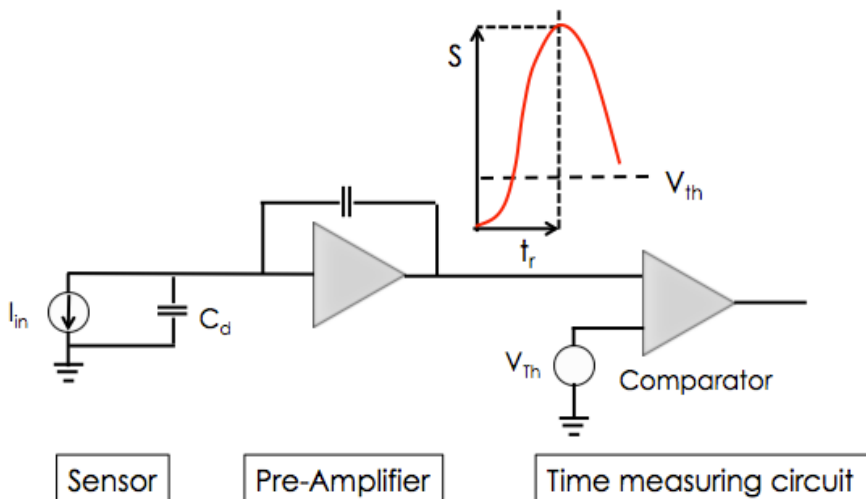 S
V_th
t_r
I_in
C_d
V_Th
Comparator
Sensor
Pre-Amplifier
Time measuring circuit